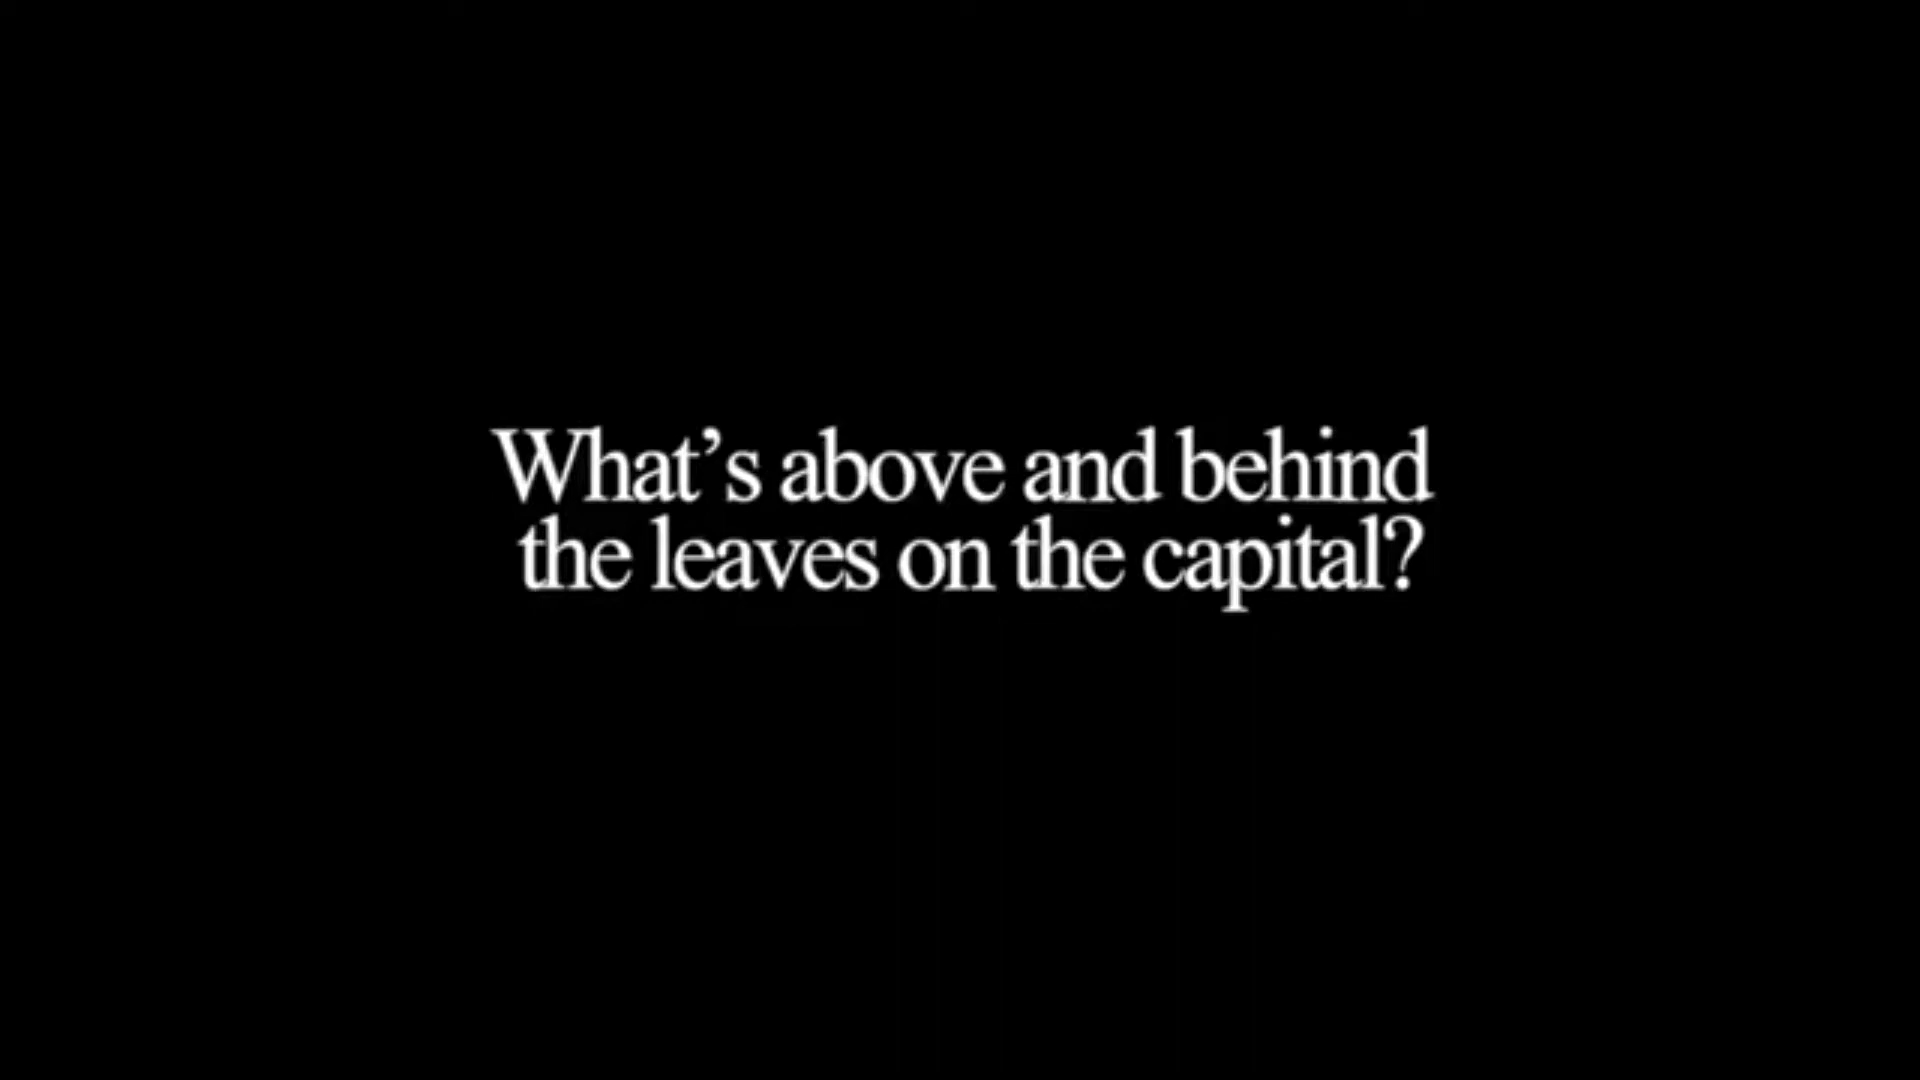 What’s above and behind
the leaves on the capital?